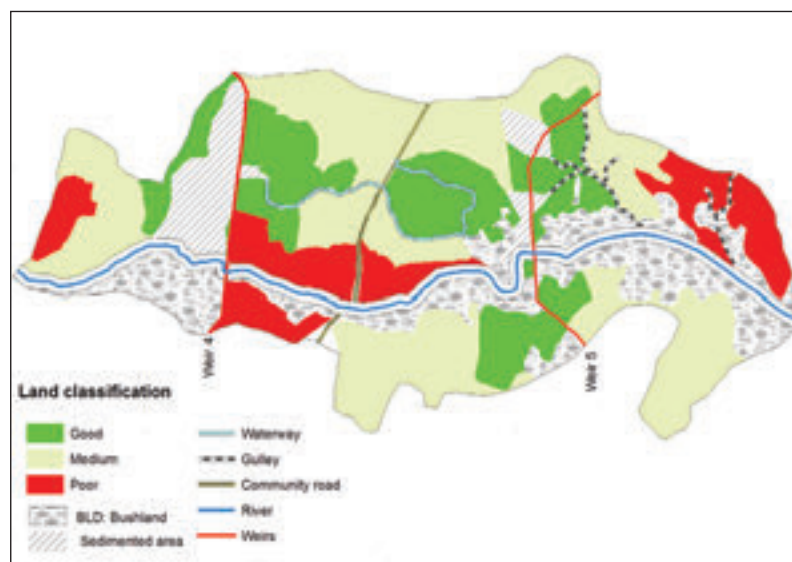 Weir 4
Weir 5
Land classification
Good
Medium
Poor
BLD: Bushland
Sedimented area
Waterway
Gulley
Community road
River
Weirs